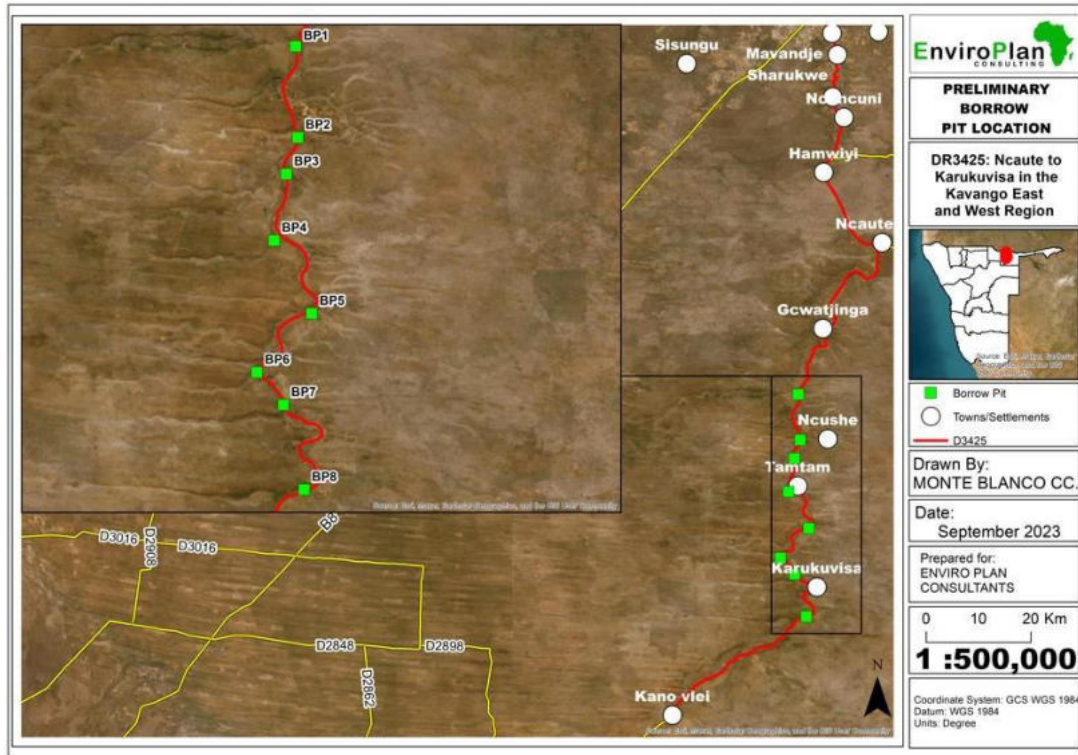 BP1
BP2
BP3
BP4
BP5
BP6
BP7
BP8
Sisungu
Mavandje
Sharukwe
Hamwiyi
Ncaute
Gcwatjinga
Ncushe
Tamtam
Karukuvisa
Kano vlei
B8
D3016
D2908
D3016
D2848
D2898
D2862
N
EnviroPlan
CONSULTING
PRELIMINARY
BORROW
PIT LOCATION
DR3425: Ncaute to
Karukuvisa in the
Kavango East
and West Region
Borrow Pit
Towns/Settlements
D3425
Drawn By:
MONTE BLANCO CC.
Date:
September 2023
Prepared for:
ENVIRO PLAN
CONSULTANTS
0 10 20 Km
1 :500,000
Coordinate System: GCS WGS 1984
Datum: WGS 1984
Units: Degree